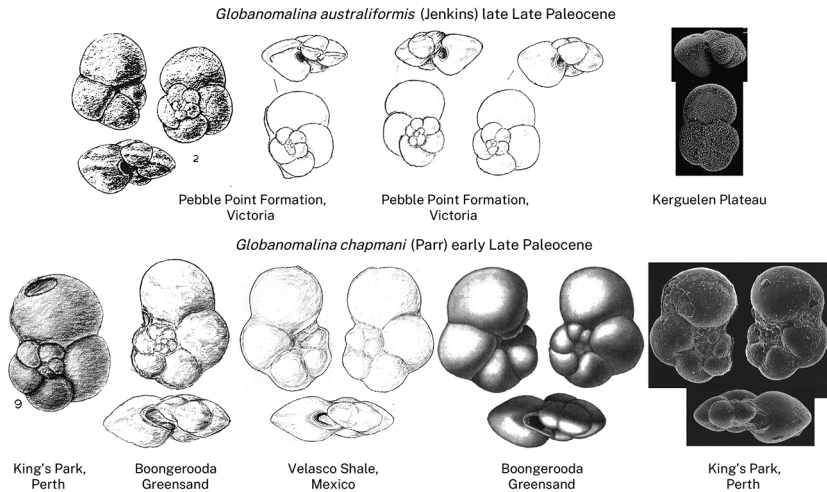 Globanomalina australiformis (Jenkins) late Late Paleocene
2
Pebble Point Formation,
Victoria
Pebble Point Formation,
Victoria
Kerguelen Plateau
Globanomalina chapmani (Parr) early Late Paleocene
9
King's Park,
Perth
Boongerooda
Greensand
Velasco Shale,
Mexico
Boongerooda
Greensand
King's Park,
Perth